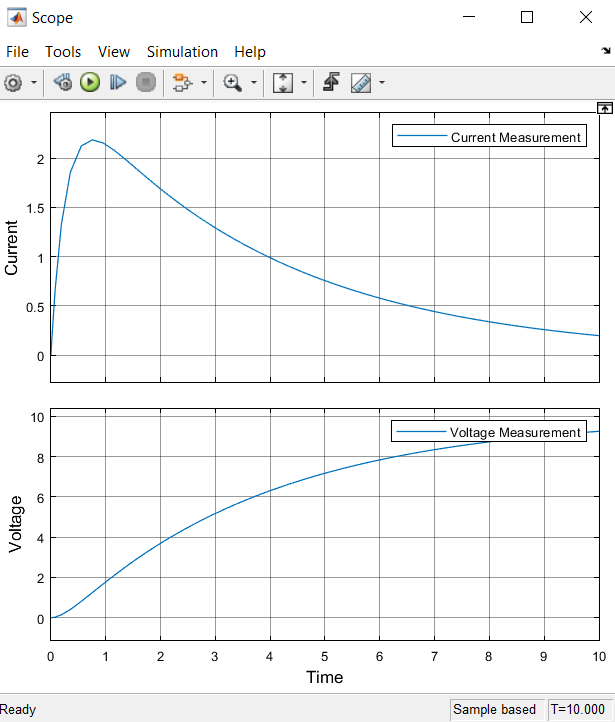 Scope
File Tools View Simulation Help
Current Measurement
2
1.5
1
0.5
0
Current
Voltage Measurement
10
8
6
4
2
0
Voltage
0 1 2 3 4 5 6 7 8 9 10
Time
Ready
Sample based
T=10.000